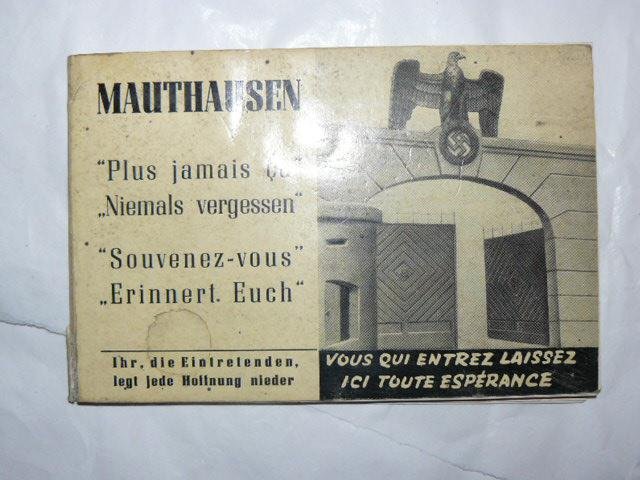 MAUTHAUSEN
"Plus jamais ça"
„Niemals vergessen"
"Souvenez-vous"
„Erinnert. Euch"
Ihr, die Eintretenden,
legt jede Hoffnung nieder
VOUS QUI ENTREZ LAISSEZ
ICI TOUTE ESPÉRANCE